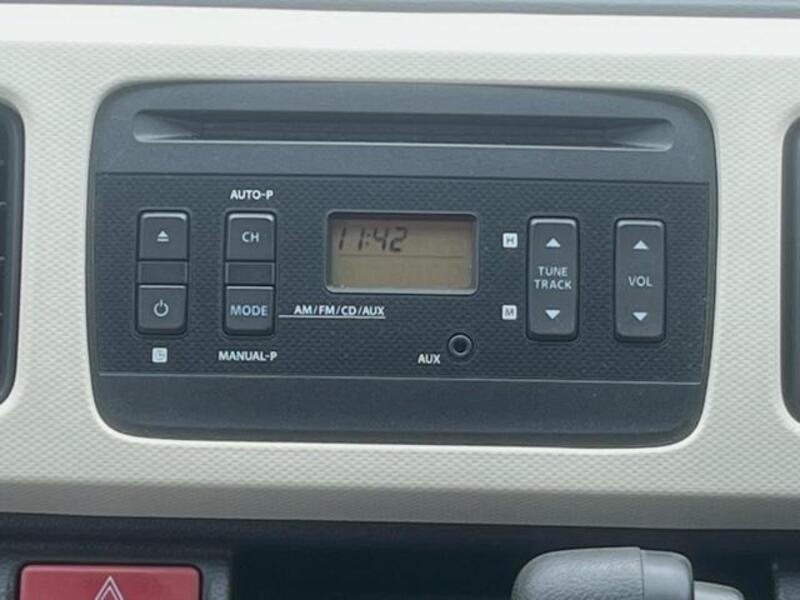 AUTO-P
CH
11:42
H
TUNE
TRACK
VOL
MODE
AM/FM/CD/AUX
M
MANUAL-P
AUX